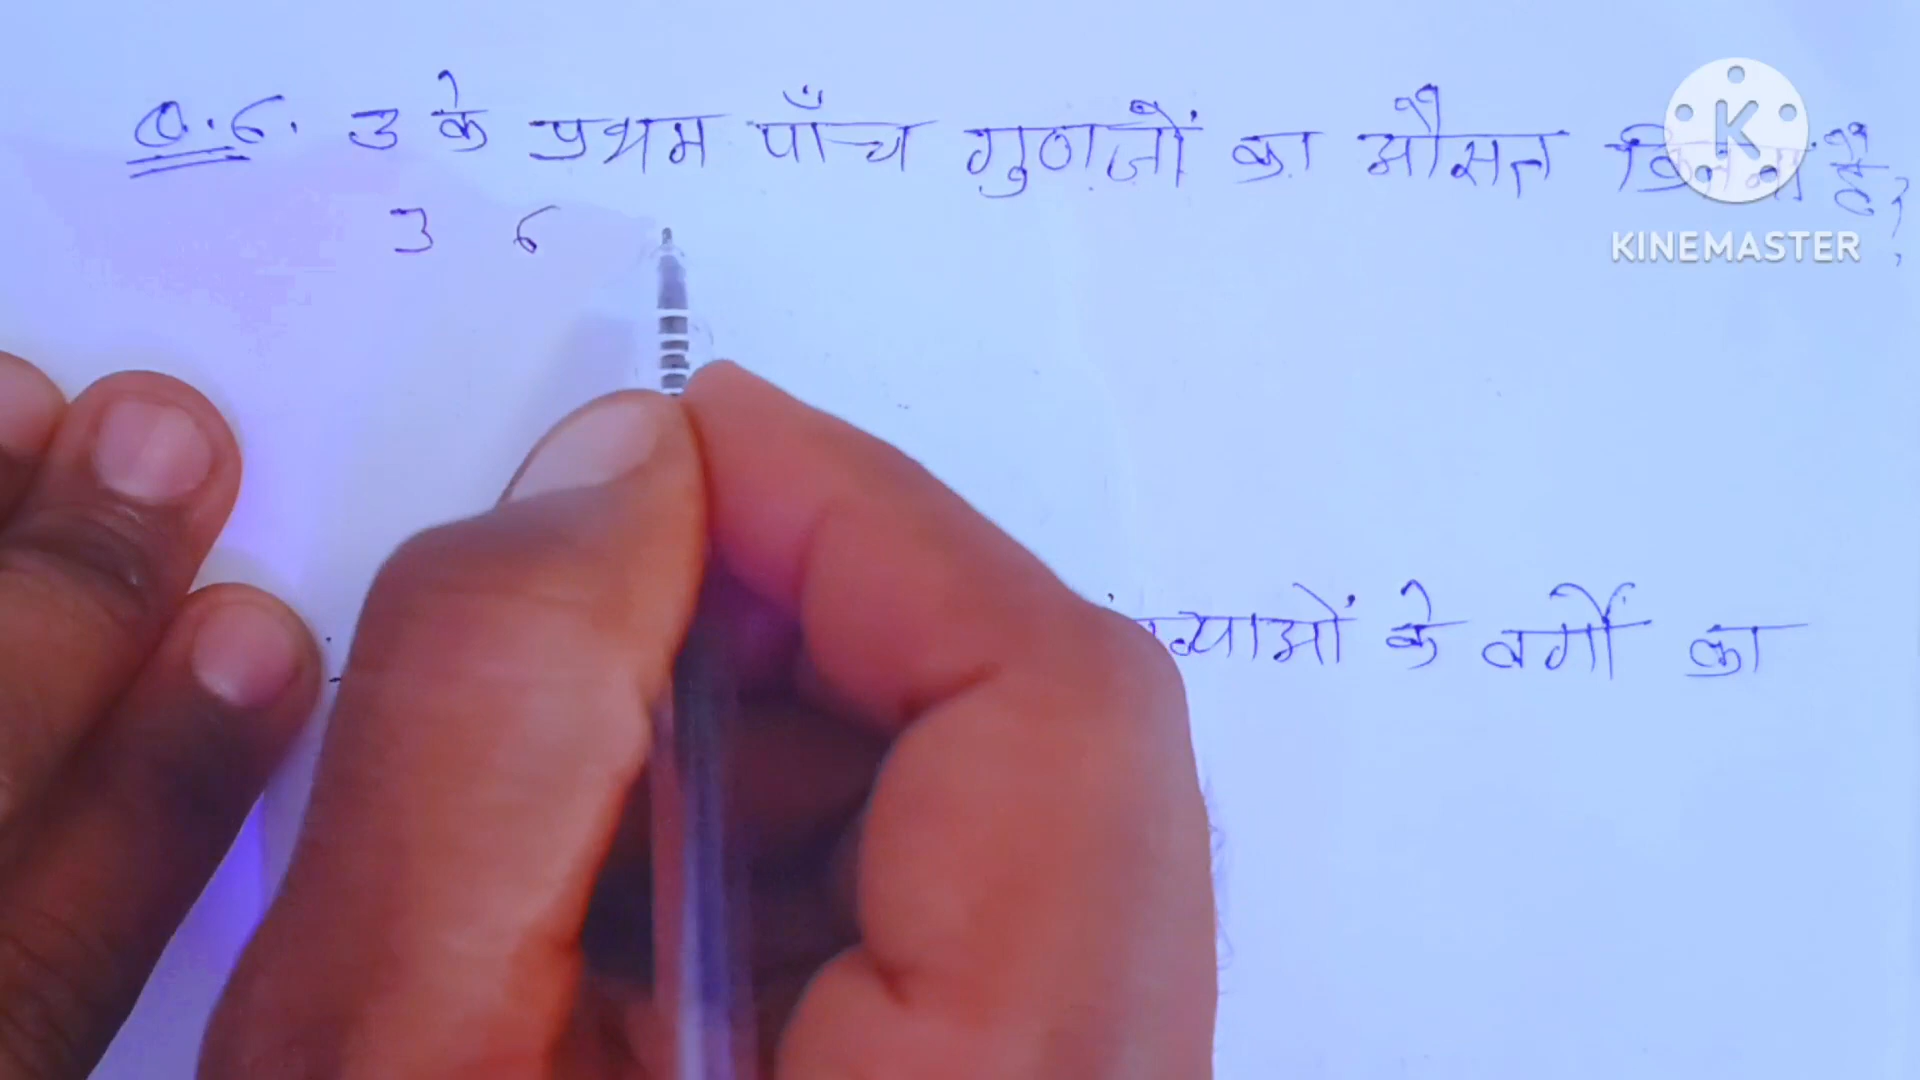 Q.6. 3 के प्रथम पाँच गुणजों का औसत है?
3 6
के वर्गों का
K
KINEMASTER